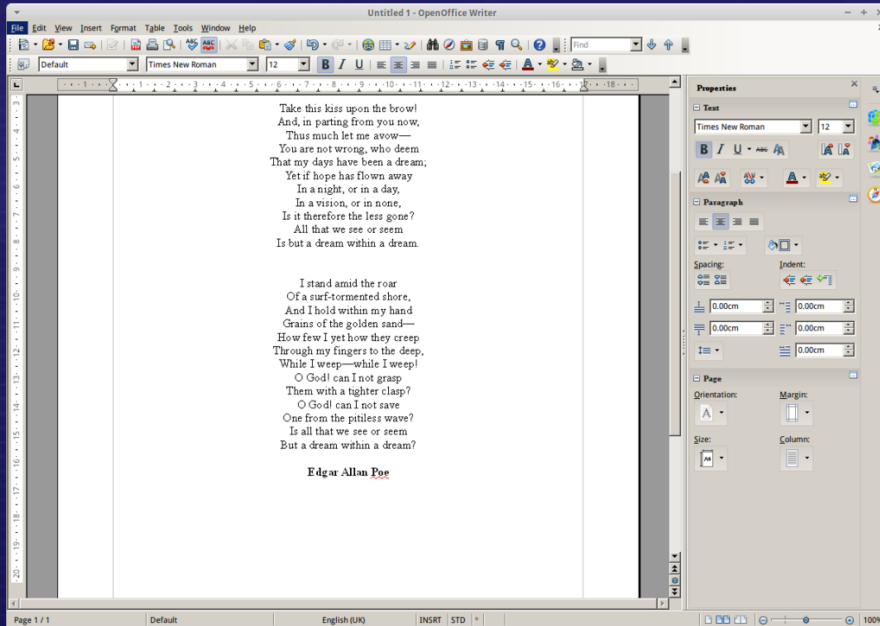 Untitled 1 - OpenOffice Writer
File Edit View Insert Format Table Tools Window Help
Find
Default Times New Roman 12 B I U
Take this kiss upon the brow!
And, in parting from you now,
Thus much let me avow—
You are not wrong, who deem
That my days have been a dream;
Yet if hope has flown away
In a night, or in a day,
In a vision, or in none,
Is it therefore the less gone?
All that we see or seem
Is but a dream within a dream.
I stand amid the roar
Of a surf-tormented shore,
And I hold within my hand
Grains of the golden sand—
How few I yet how they creep
Through my fingers to the deep,
While I weep—while I weep!
O God! can I not grasp
Them with a tighter clasp?
O God! can I not save
One from the pitiless wave?
Is all that we see or seem
But a dream within a dream?
Edgar Allan Poe
Properties
Text
Times New Roman 12
B I U ABC AA
Paragraph
Spacing: Indent:
0.00cm 0.00cm
0.00cm 0.00cm
0.00cm
Page
Orientation: Margin:
Size: Column:
Page 1 / 1 Default English (UK) INSRT STD * 100%